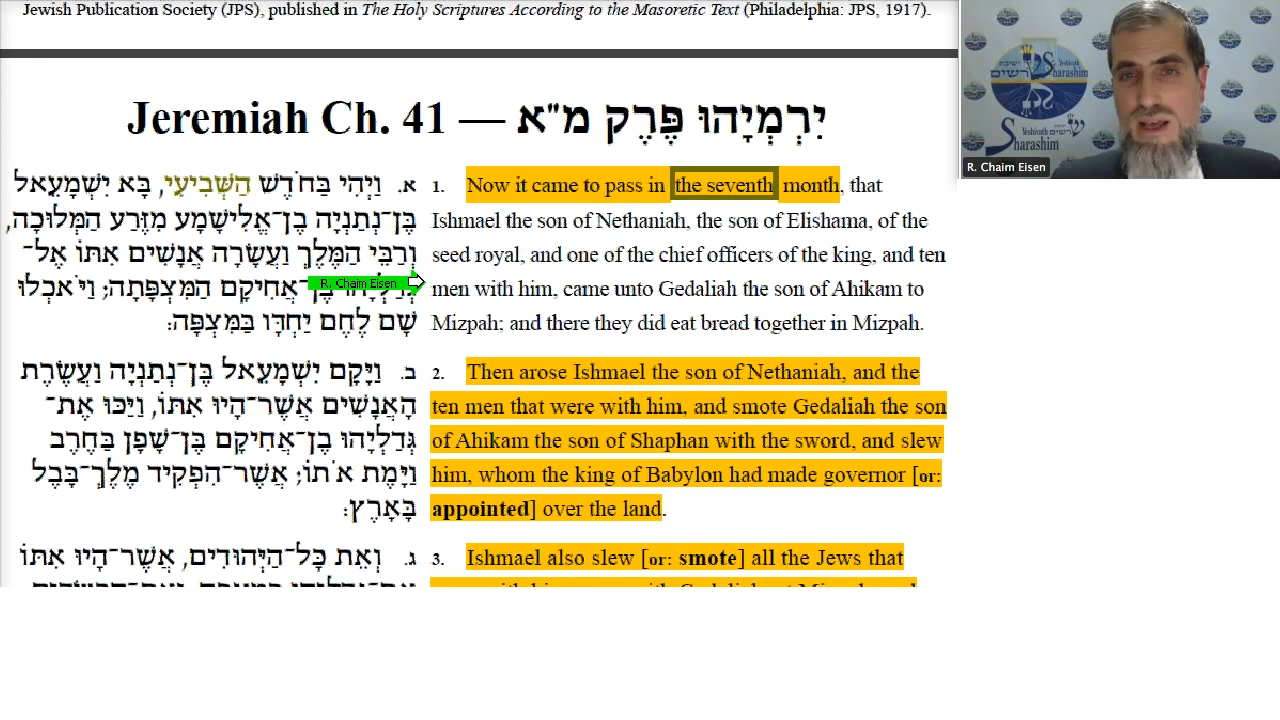 Jewish Publication Society (JPS), published in The Holy Scriptures According to the Masoretic Text (Philadelphia: JPS, 1917).
Jeremiah Ch. 41 — יִרְמְיָהוּ פֶּרֶק מ"א
א. וַיְהִי בַּחֹדֶשׁ הַשְּׁבִיעִי, בָּא יִשְׁמָעֵאל
בֶּן־נְתַנְיָה בֶן־אֱלִישָׁמָע מִזֶּרַע הַמְּלוּכָה,
וְרַבֵּי הַמֶּלֶךְ וַעֲשָׂרָה אֲנָשִׁים אִתּוֹ אֶל־
אֲחִיקָם הַמִּצְפָּתָה; וַיֹּאכְלוּ
שָׁם לֶחֶם יַחְדָּו בַּמִּצְפָּה:
1. Now it came to pass in the seventh month, that
Ishmael the son of Nethaniah, the son of Elishama, of the
seed royal, and one of the chief officers of the king, and ten
men with him, came unto Gedaliah the son of Ahikam to
Mizpah; and there they did eat bread together in Mizpah.
ב. וַיָּקָם יִשְׁמָעֵאל בֶּן־נְתַנְיָה וַעֲשֶׂרֶת
הָאֲנָשִׁים אֲשֶׁר־הָיוּ אִתּוֹ, וַיַּכּוּ אֶת־
גְּדַלְיָהוּ בֶן־אֲחִיקָם בֶּן־שָׁפָן בַּחֶרֶב
וַיָּמֶת אֹתוֹ; אֲשֶׁר־הִפְקִיד מֶלֶךְ־בָּבֶל
בָּאָרֶץ:
2. Then arose Ishmael the son of Nethaniah, and the
ten men that were with him, and smote Gedaliah the son
of Ahikam the son of Shaphan with the sword, and slew
him, whom the king of Babylon had made governor [or:
appointed] over the land.
ג. וְאֵת כָּל־הַיְּהוּדִים, אֲשֶׁר־הָיוּ אִתּוֹ
3. Ishmael also slew [or: smote] all the Jews that
R. Chaim Eisen
ישיבת שרשים
Yeshivath Sharashim
R. Chaim Eisen